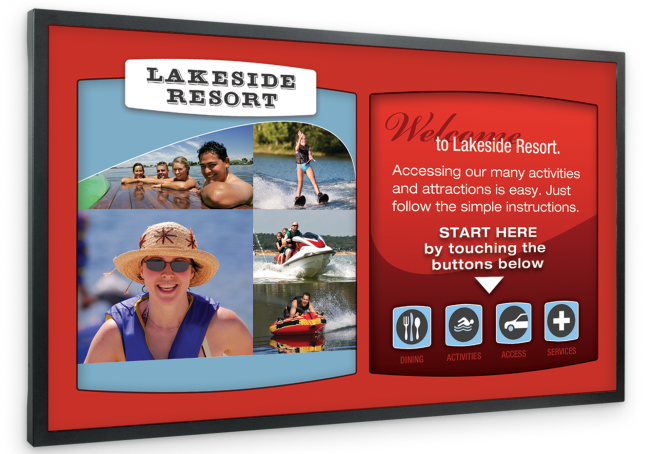 LAKESIDE
RESORT
Welcome
to Lakeside Resort.
Accessing our many activities
and attractions is easy. Just
follow the simple instructions.
START HERE
by touching the
buttons below
DINING
ACTIVITIES
ACCESS
SERVICES